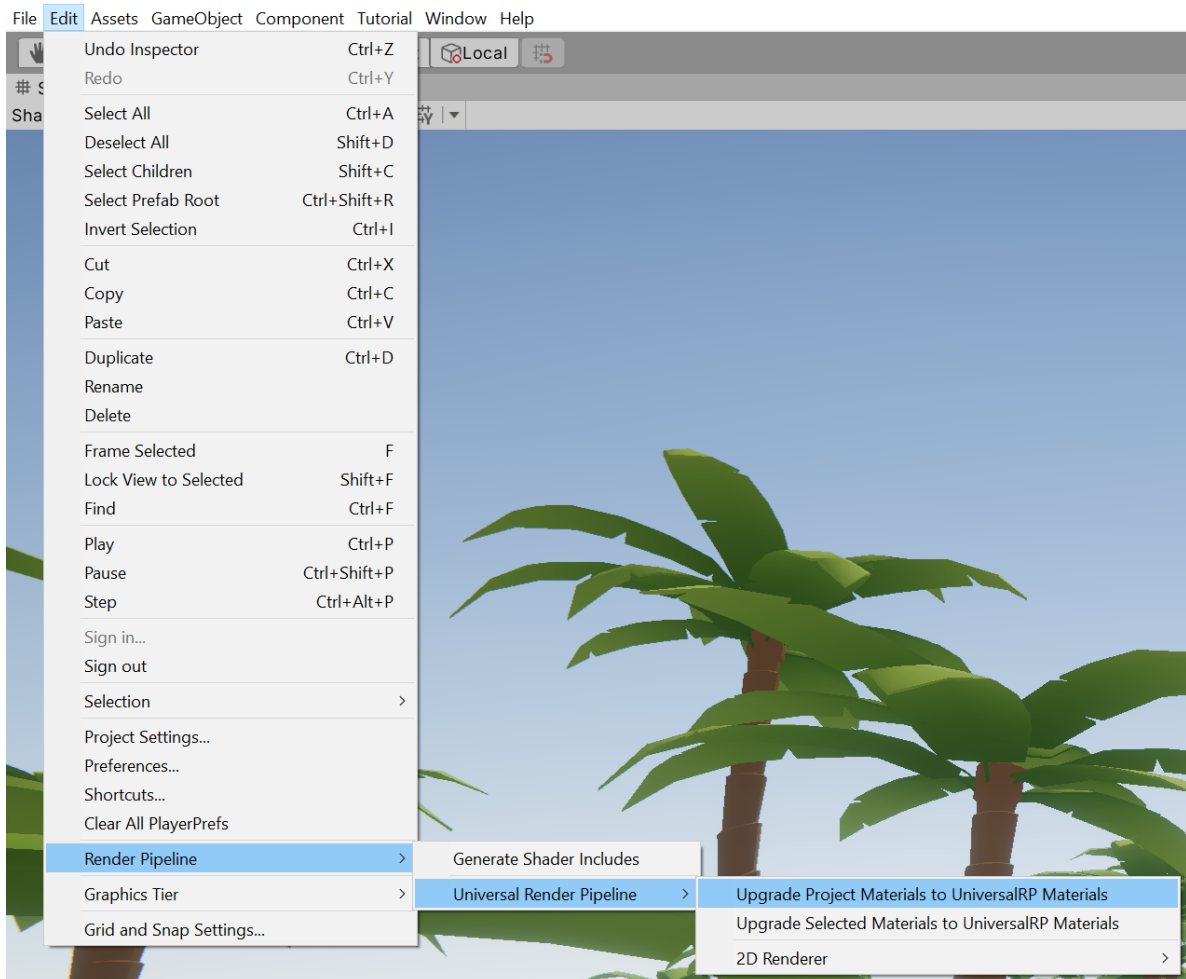 File Edit Assets GameObject Component Tutorial Window Help
Local
S
Sha
Y
Undo Inspector Ctrl+Z
Redo Ctrl+Y
Select All Ctrl+A
Deselect All Shift+D
Select Children Shift+C
Select Prefab Root Ctrl+Shift+R
Invert Selection Ctrl+I
Cut Ctrl+X
Copy Ctrl+C
Paste Ctrl+V
Duplicate Ctrl+D
Rename
Delete
Frame Selected F
Lock View to Selected Shift+F
Find Ctrl+F
Play Ctrl+P
Pause Ctrl+Shift+P
Step Ctrl+Alt+P
Sign in...
Sign out
Selection
Project Settings...
Preferences...
Shortcuts...
Clear All PlayerPrefs
Render Pipeline
Generate Shader Includes
Graphics Tier
Universal Render Pipeline
Upgrade Project Materials to UniversalRP Materials
Grid and Snap Settings...
Upgrade Selected Materials to UniversalRP Materials
2D Renderer